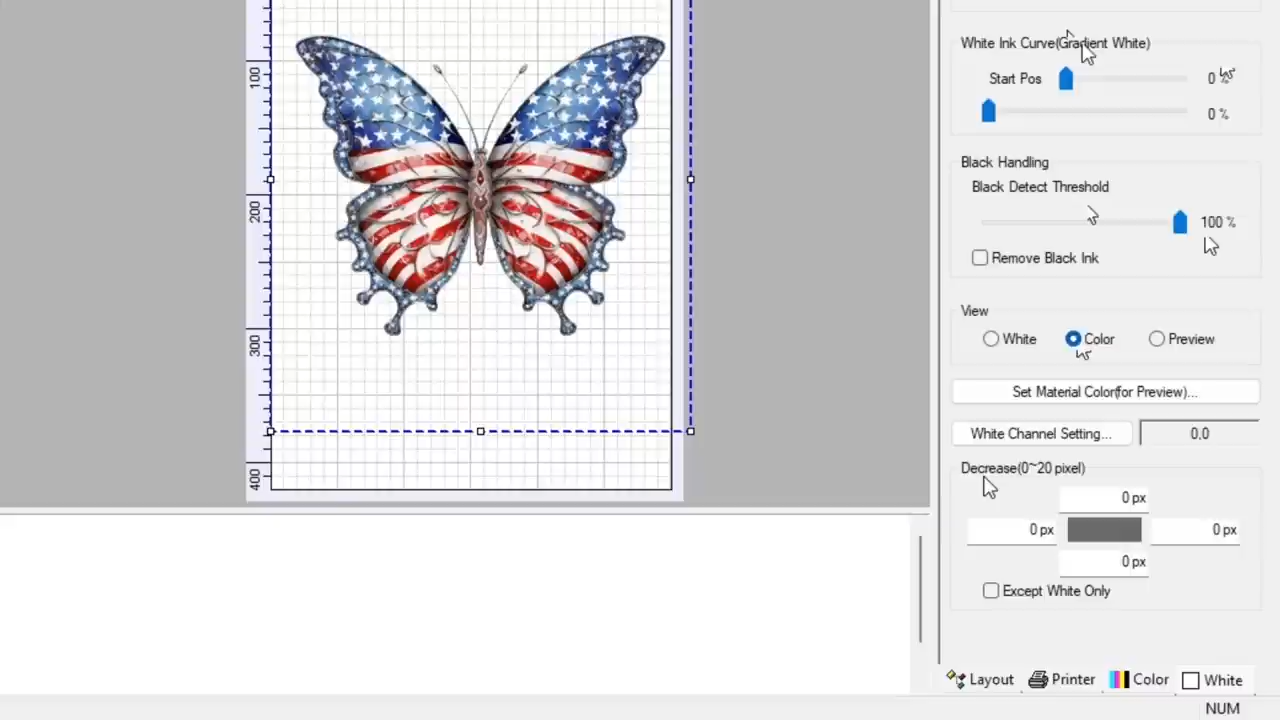 White Ink Curve(Gradient White)
Start Pos 0 %
0 %
Black Handling
Black Detect Threshold
100 %
Remove Black Ink
View
White Color Preview
Set Material Color(for Preview)...
White Channel Setting... 0.0
Decrease(0~20 pixel)
0 px
0 px 0 px
0 px
Except White Only
Layout Printer Color White
NUM
100
200
300
400